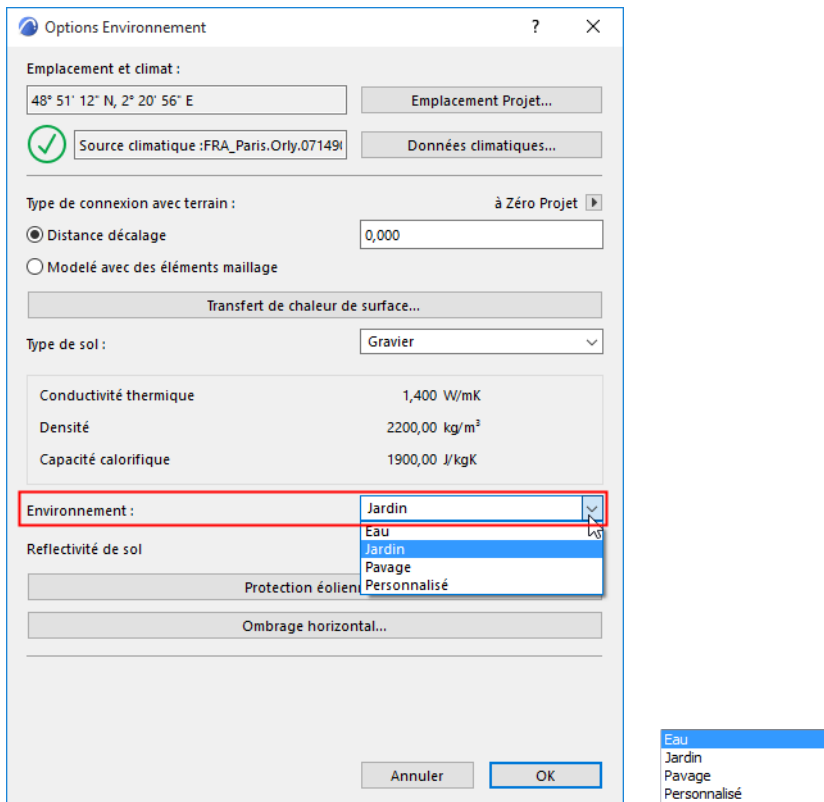 Options Environnement ? ×
Emplacement et climat :
48° 51' 12" N, 2° 20' 56" E Emplacement Projet...
Source climatique :FRA_Paris.Orly.07149 Données climatiques...
Type de connexion avec terrain : à Zéro Projet
Distance décalage 0,000
Modelé avec des éléments maillage
Transfert de chaleur de surface...
Type de sol : Gravier
Conductivité thermique 1,400 W/mK
Densité 2200,00 kg/m³
Capacité calorifique 1900,00 J/kgK
Environnement : Jardin
Eau
Reflectivité de sol Jardin
Pavage
Protection éolienn Personnalisé
Ombrage horizontal...
Annuler OK
Eau
Jardin
Pavage
Personnalisé